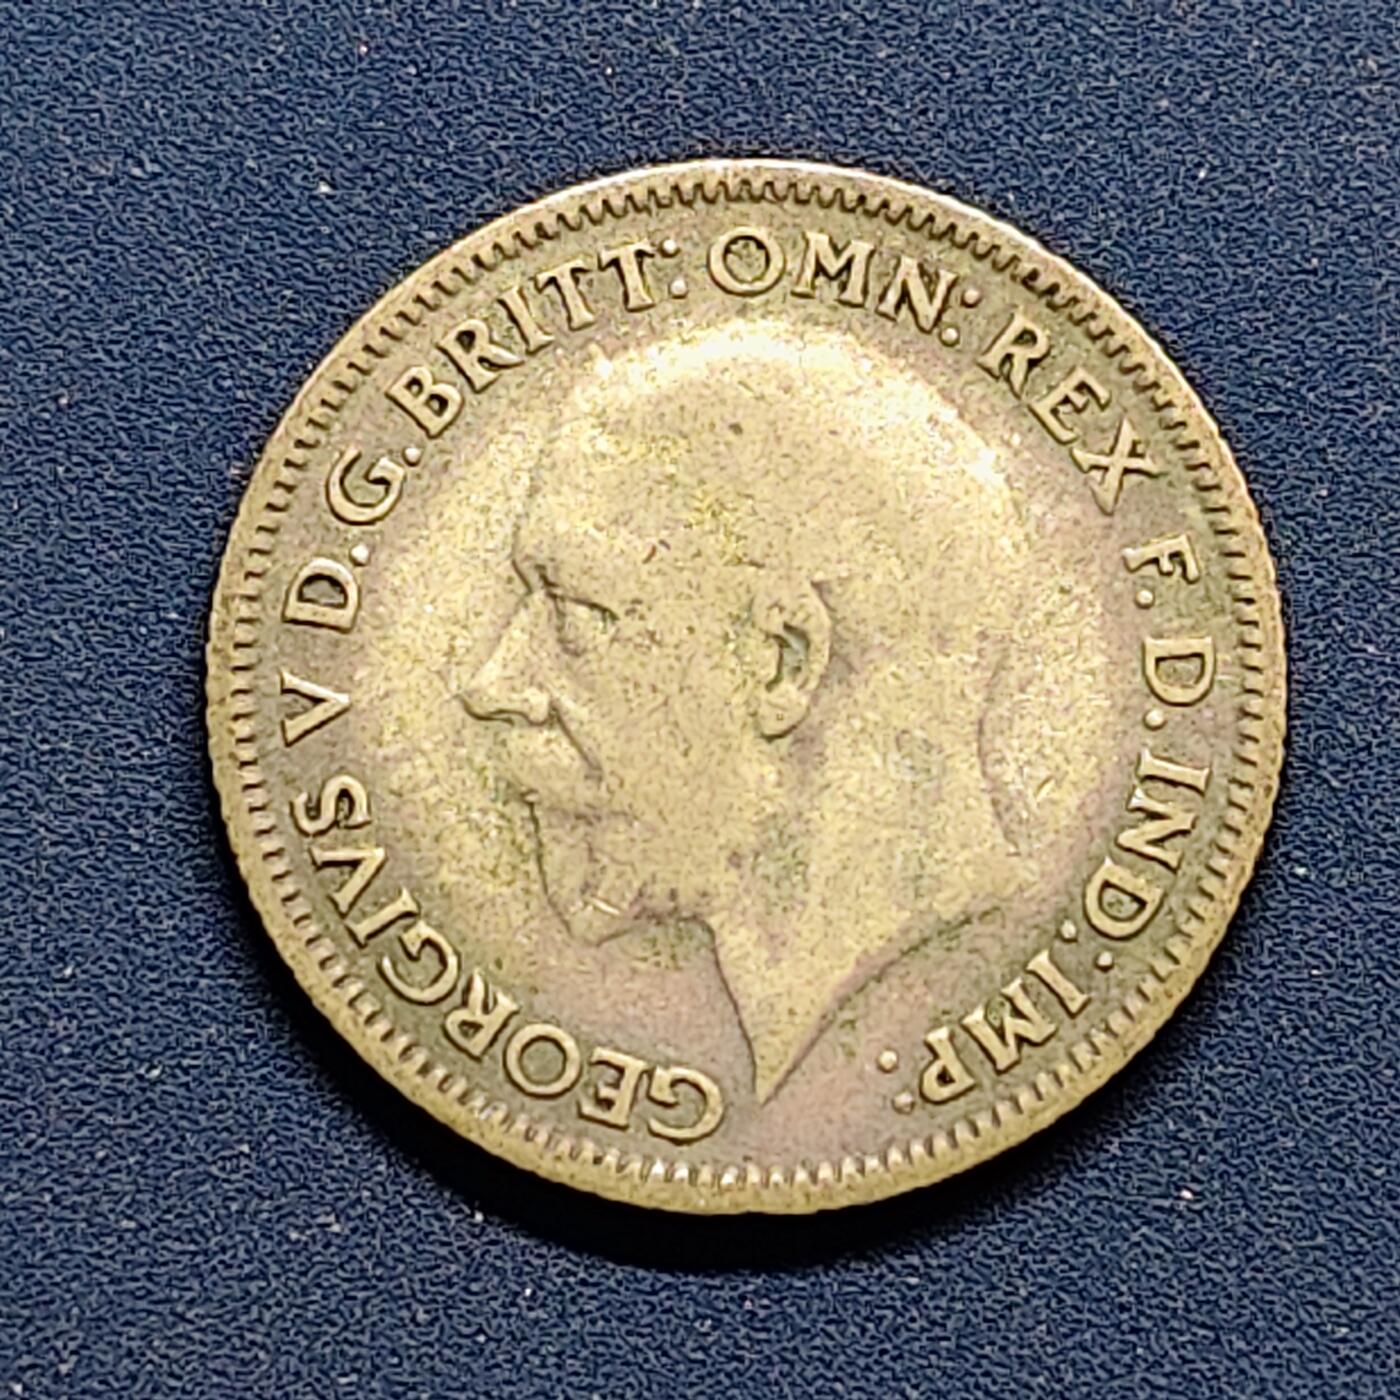 GEORGIVS V D.G.BRITT: OMN: REX F.D.IND:IMP: